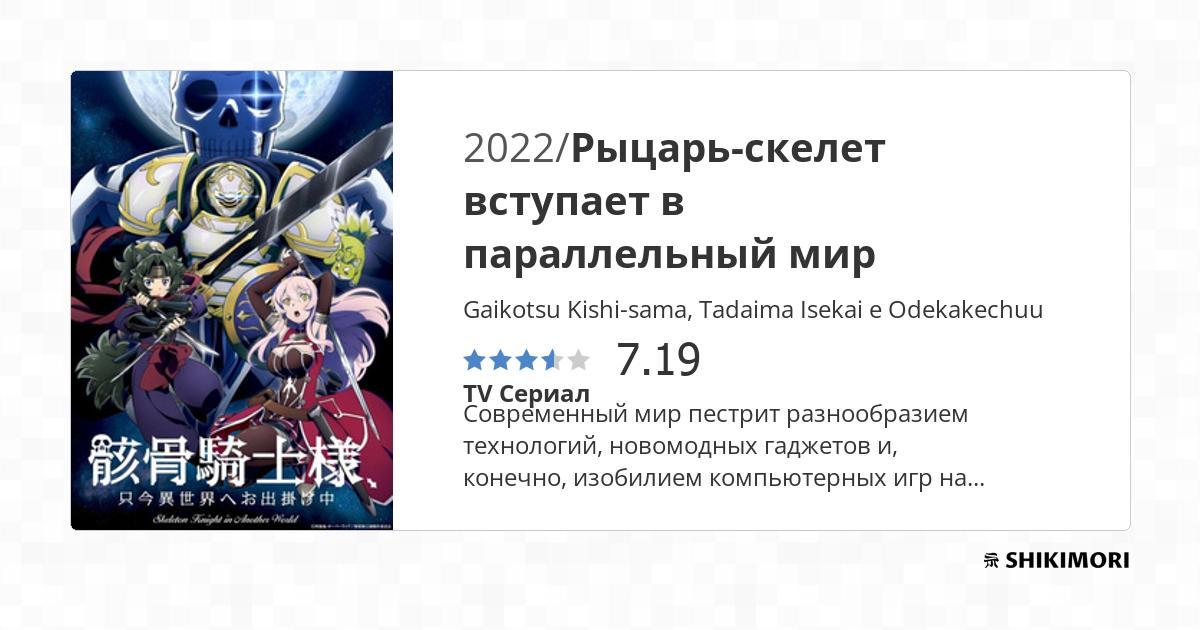 骸骨騎士様、
只今異世界へお出掛け中
Skeleton Knight in Another World
2022/Рыцарь-скелет
вступает в
параллельный мир
Gaikotsu Kishi-sama, Tadaima Isekai e Odekakechuu
7.19
TV Сериал
Современный мир пестрит разнообразием
технологий, новомодных гаджетов и,
конечно, изобилием компьютерных игр на...
SHIKIMORI